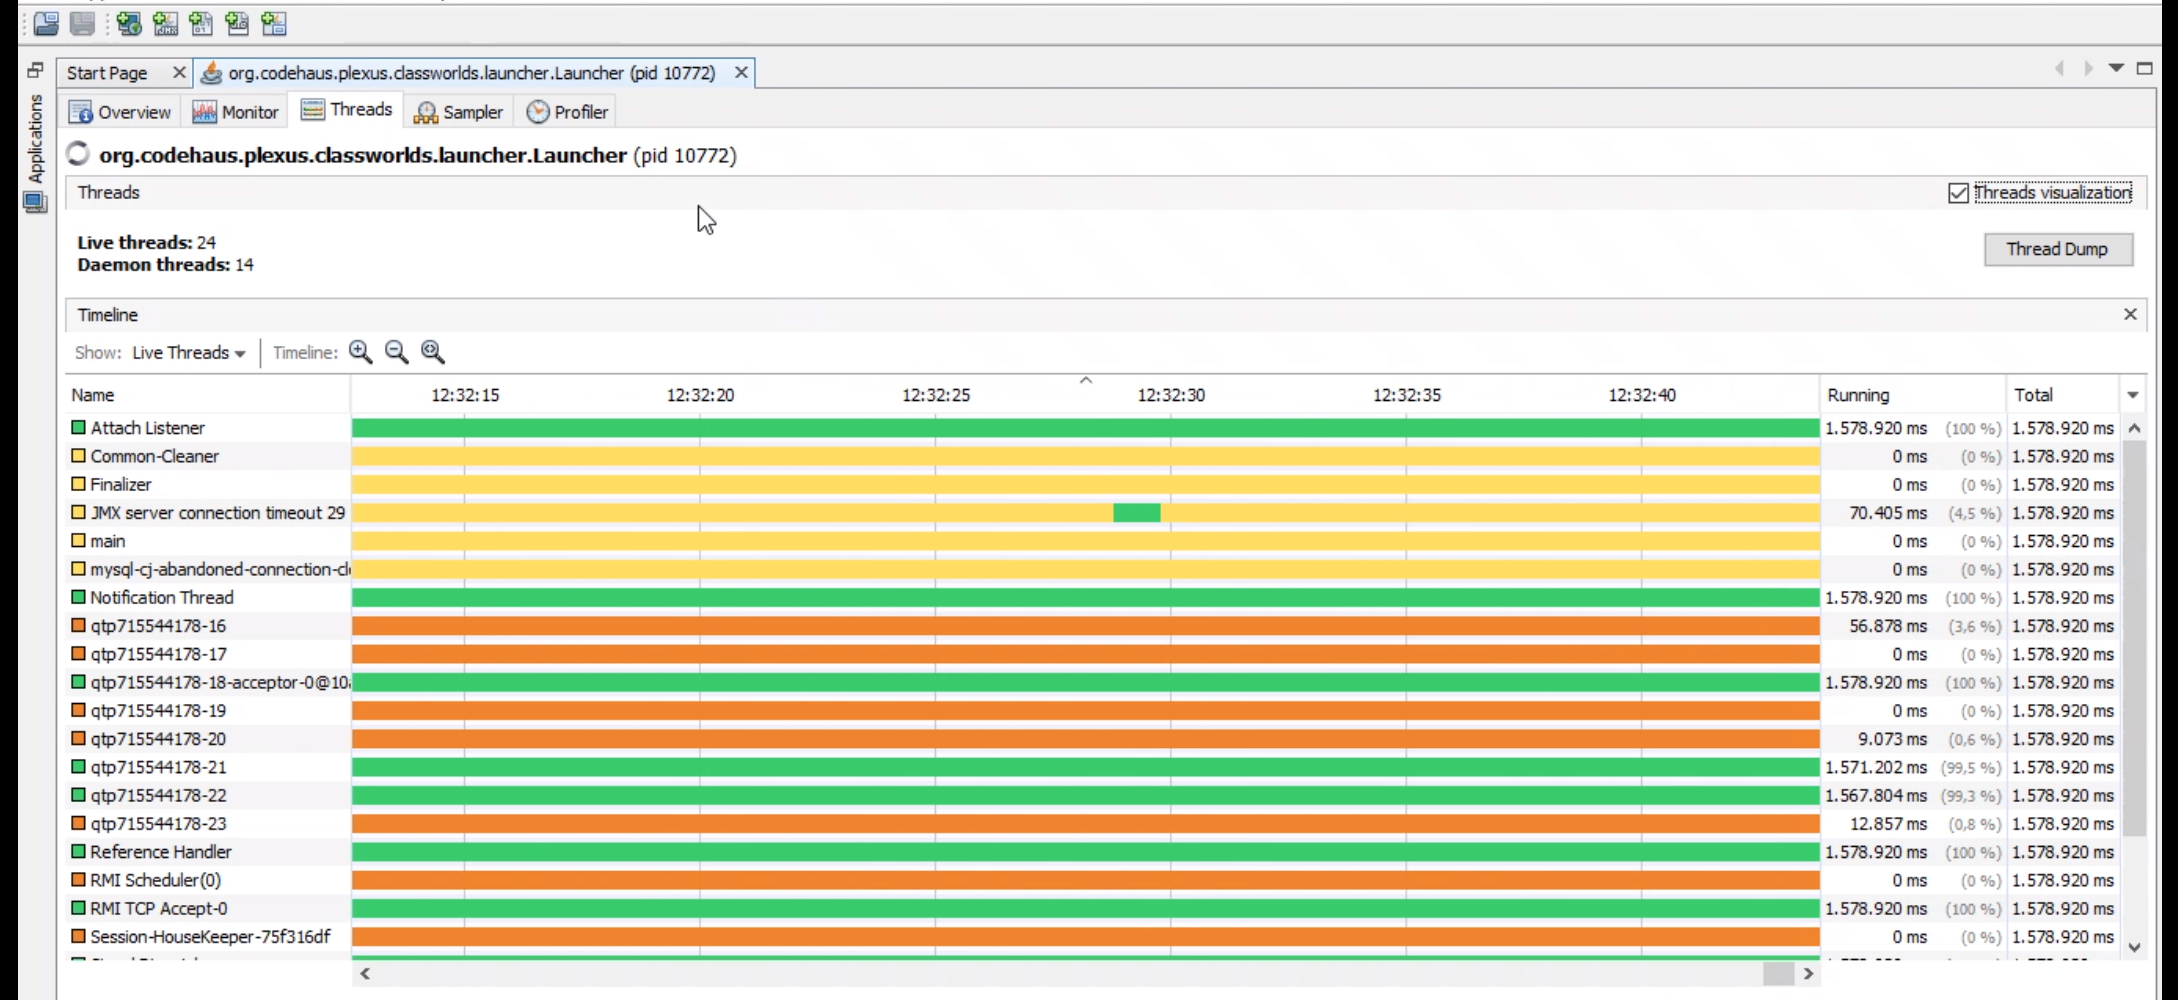 Start Page
org.codehaus.plexus.classworlds.launcher.Launcher (pid 10772)
Applications
Overview Monitor Threads Sampler Profiler
org.codehaus.plexus.classworlds.launcher.Launcher (pid 10772)
Threads Threads visualization
Live threads: 24
Daemon threads: 14
Thread Dump
Timeline
Show: Live Threads Timeline:
Name 12:32:15 12:32:20 12:32:25 12:32:30 12:32:35 12:32:40 Running Total
Attach Listener 1.578.920 ms (100 %) 1.578.920 ms
Common-Cleaner 0 ms (0 %) 1.578.920 ms
Finalizer 0 ms (0 %) 1.578.920 ms
JMX server connection timeout 29 70.405 ms (4,5 %) 1.578.920 ms
main 0 ms (0 %) 1.578.920 ms
mysql-cj-abandoned-connection-cl 0 ms (0 %) 1.578.920 ms
Notification Thread 1.578.920 ms (100 %) 1.578.920 ms
qtp715544178-16 56.878 ms (3,6 %) 1.578.920 ms
qtp715544178-17 0 ms (0 %) 1.578.920 ms
qtp715544178-18-acceptor-0@10 1.578.920 ms (100 %) 1.578.920 ms
qtp715544178-19 0 ms (0 %) 1.578.920 ms
qtp715544178-20 9.073 ms (0,6 %) 1.578.920 ms
qtp715544178-21 1.571.202 ms (99,5 %) 1.578.920 ms
qtp715544178-22 1.567.804 ms (99,3 %) 1.578.920 ms
qtp715544178-23 12.857 ms (0,8 %) 1.578.920 ms
Reference Handler 1.578.920 ms (100 %) 1.578.920 ms
RMI Scheduler(0) 0 ms (0 %) 1.578.920 ms
RMI TCP Accept-0 1.578.920 ms (100 %) 1.578.920 ms
Session-HouseKeeper-75f316df 0 ms (0 %) 1.578.920 ms